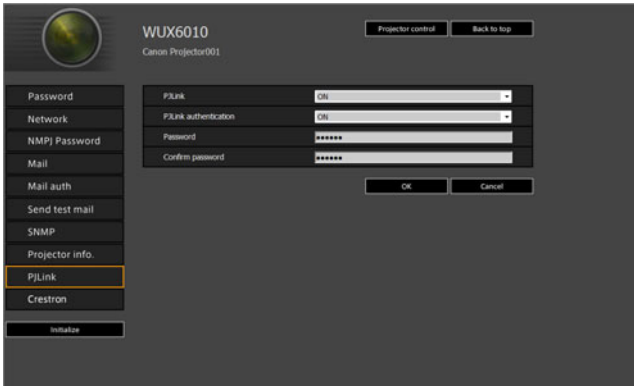 WUX6010
Projector control
Back to top
Canon Projector001
Password
Network
NMPJ Password
Mail
Mail auth
Send test mail
SNMP
Projector info.
PJLink
Crestron
Initialize
PJLink ON
PJLink authentication ON
Password ••••••
Confirm password ••••••
OK
Cancel